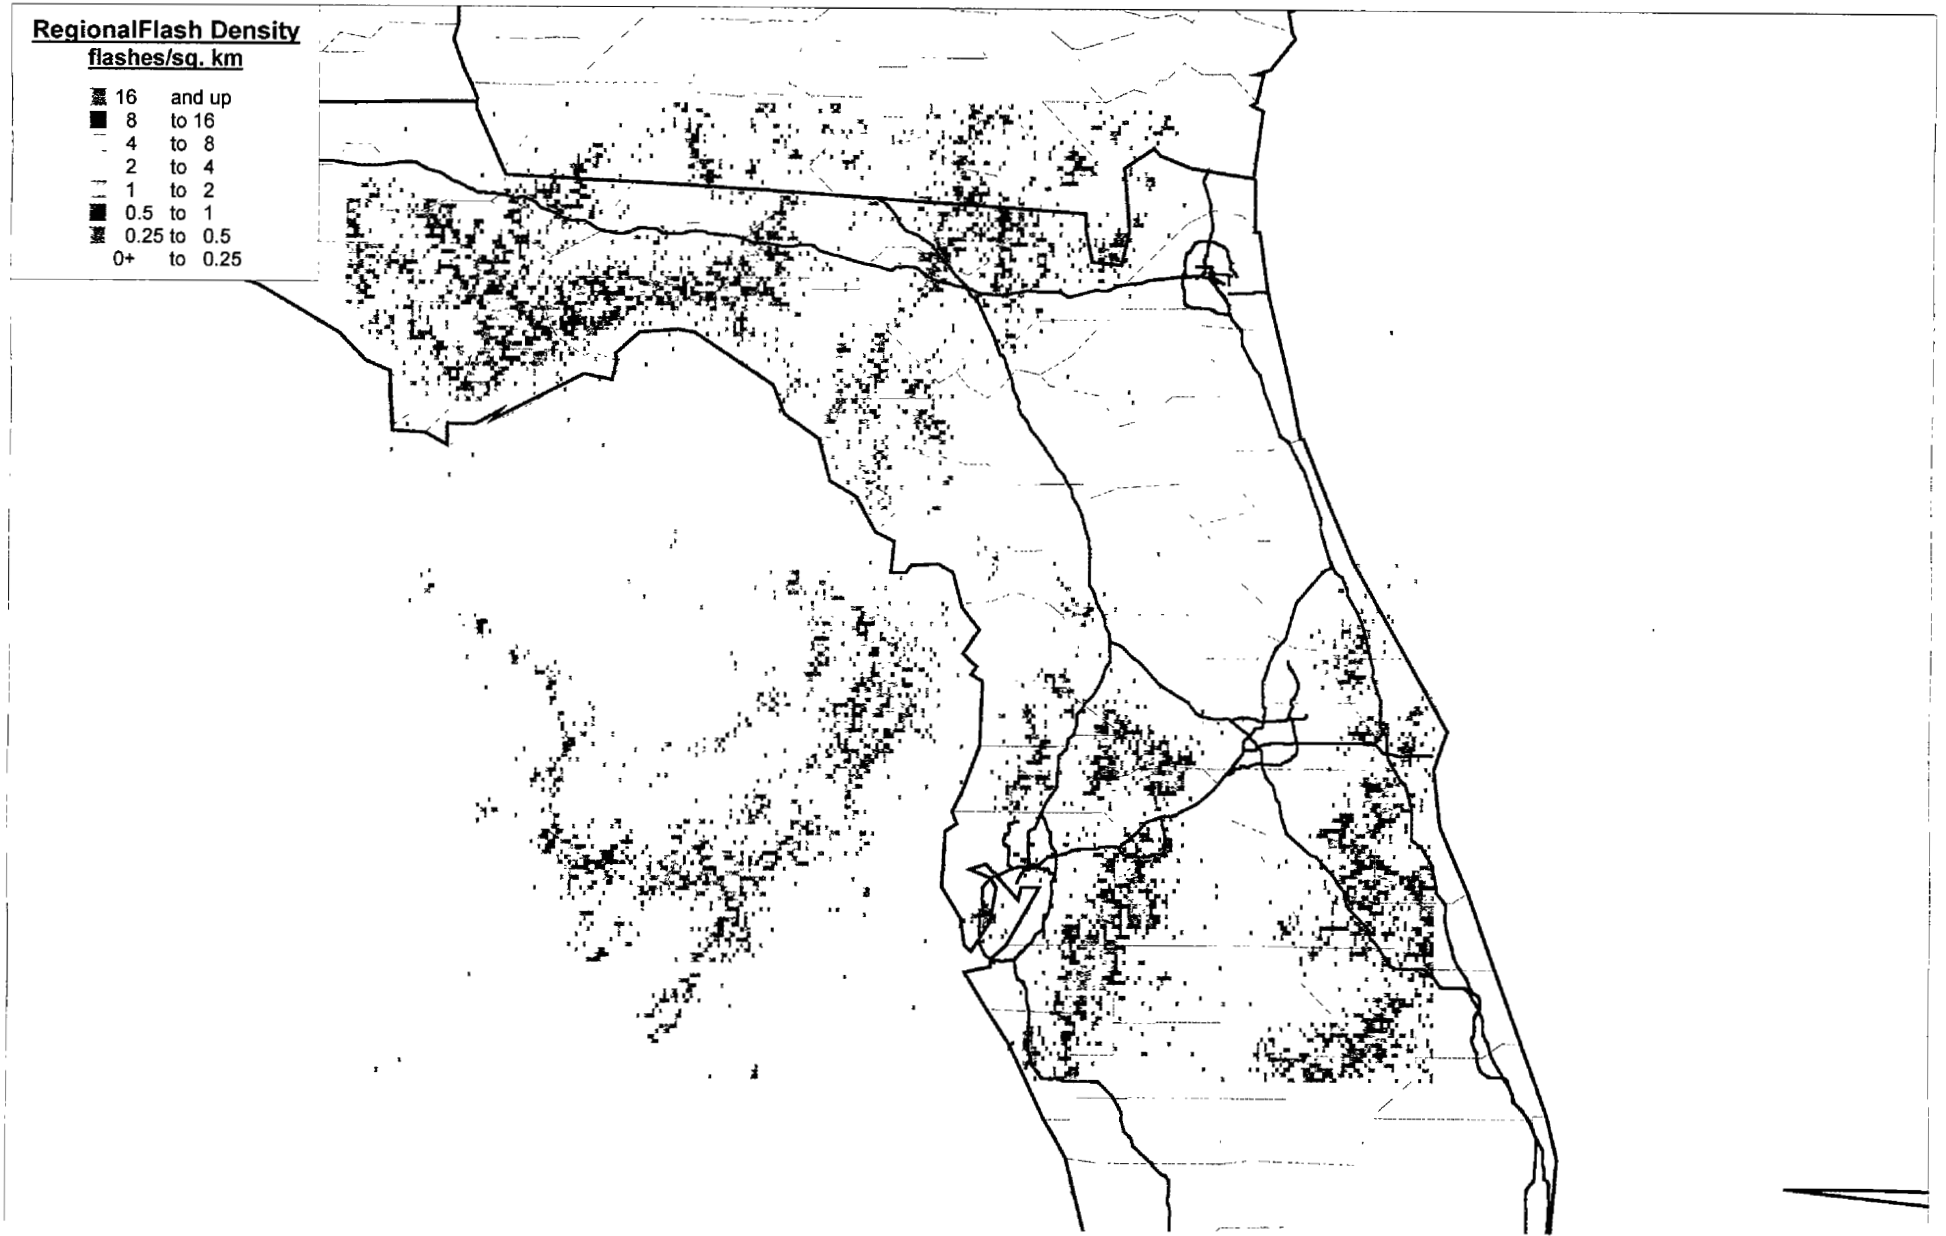 RegionalFlash Density
flashes/sq. km
16 and up
8 to 16
4 to 8
2 to 4
1 to 2
0.5 to 1
0.25 to 0.5
0+ to 0.25